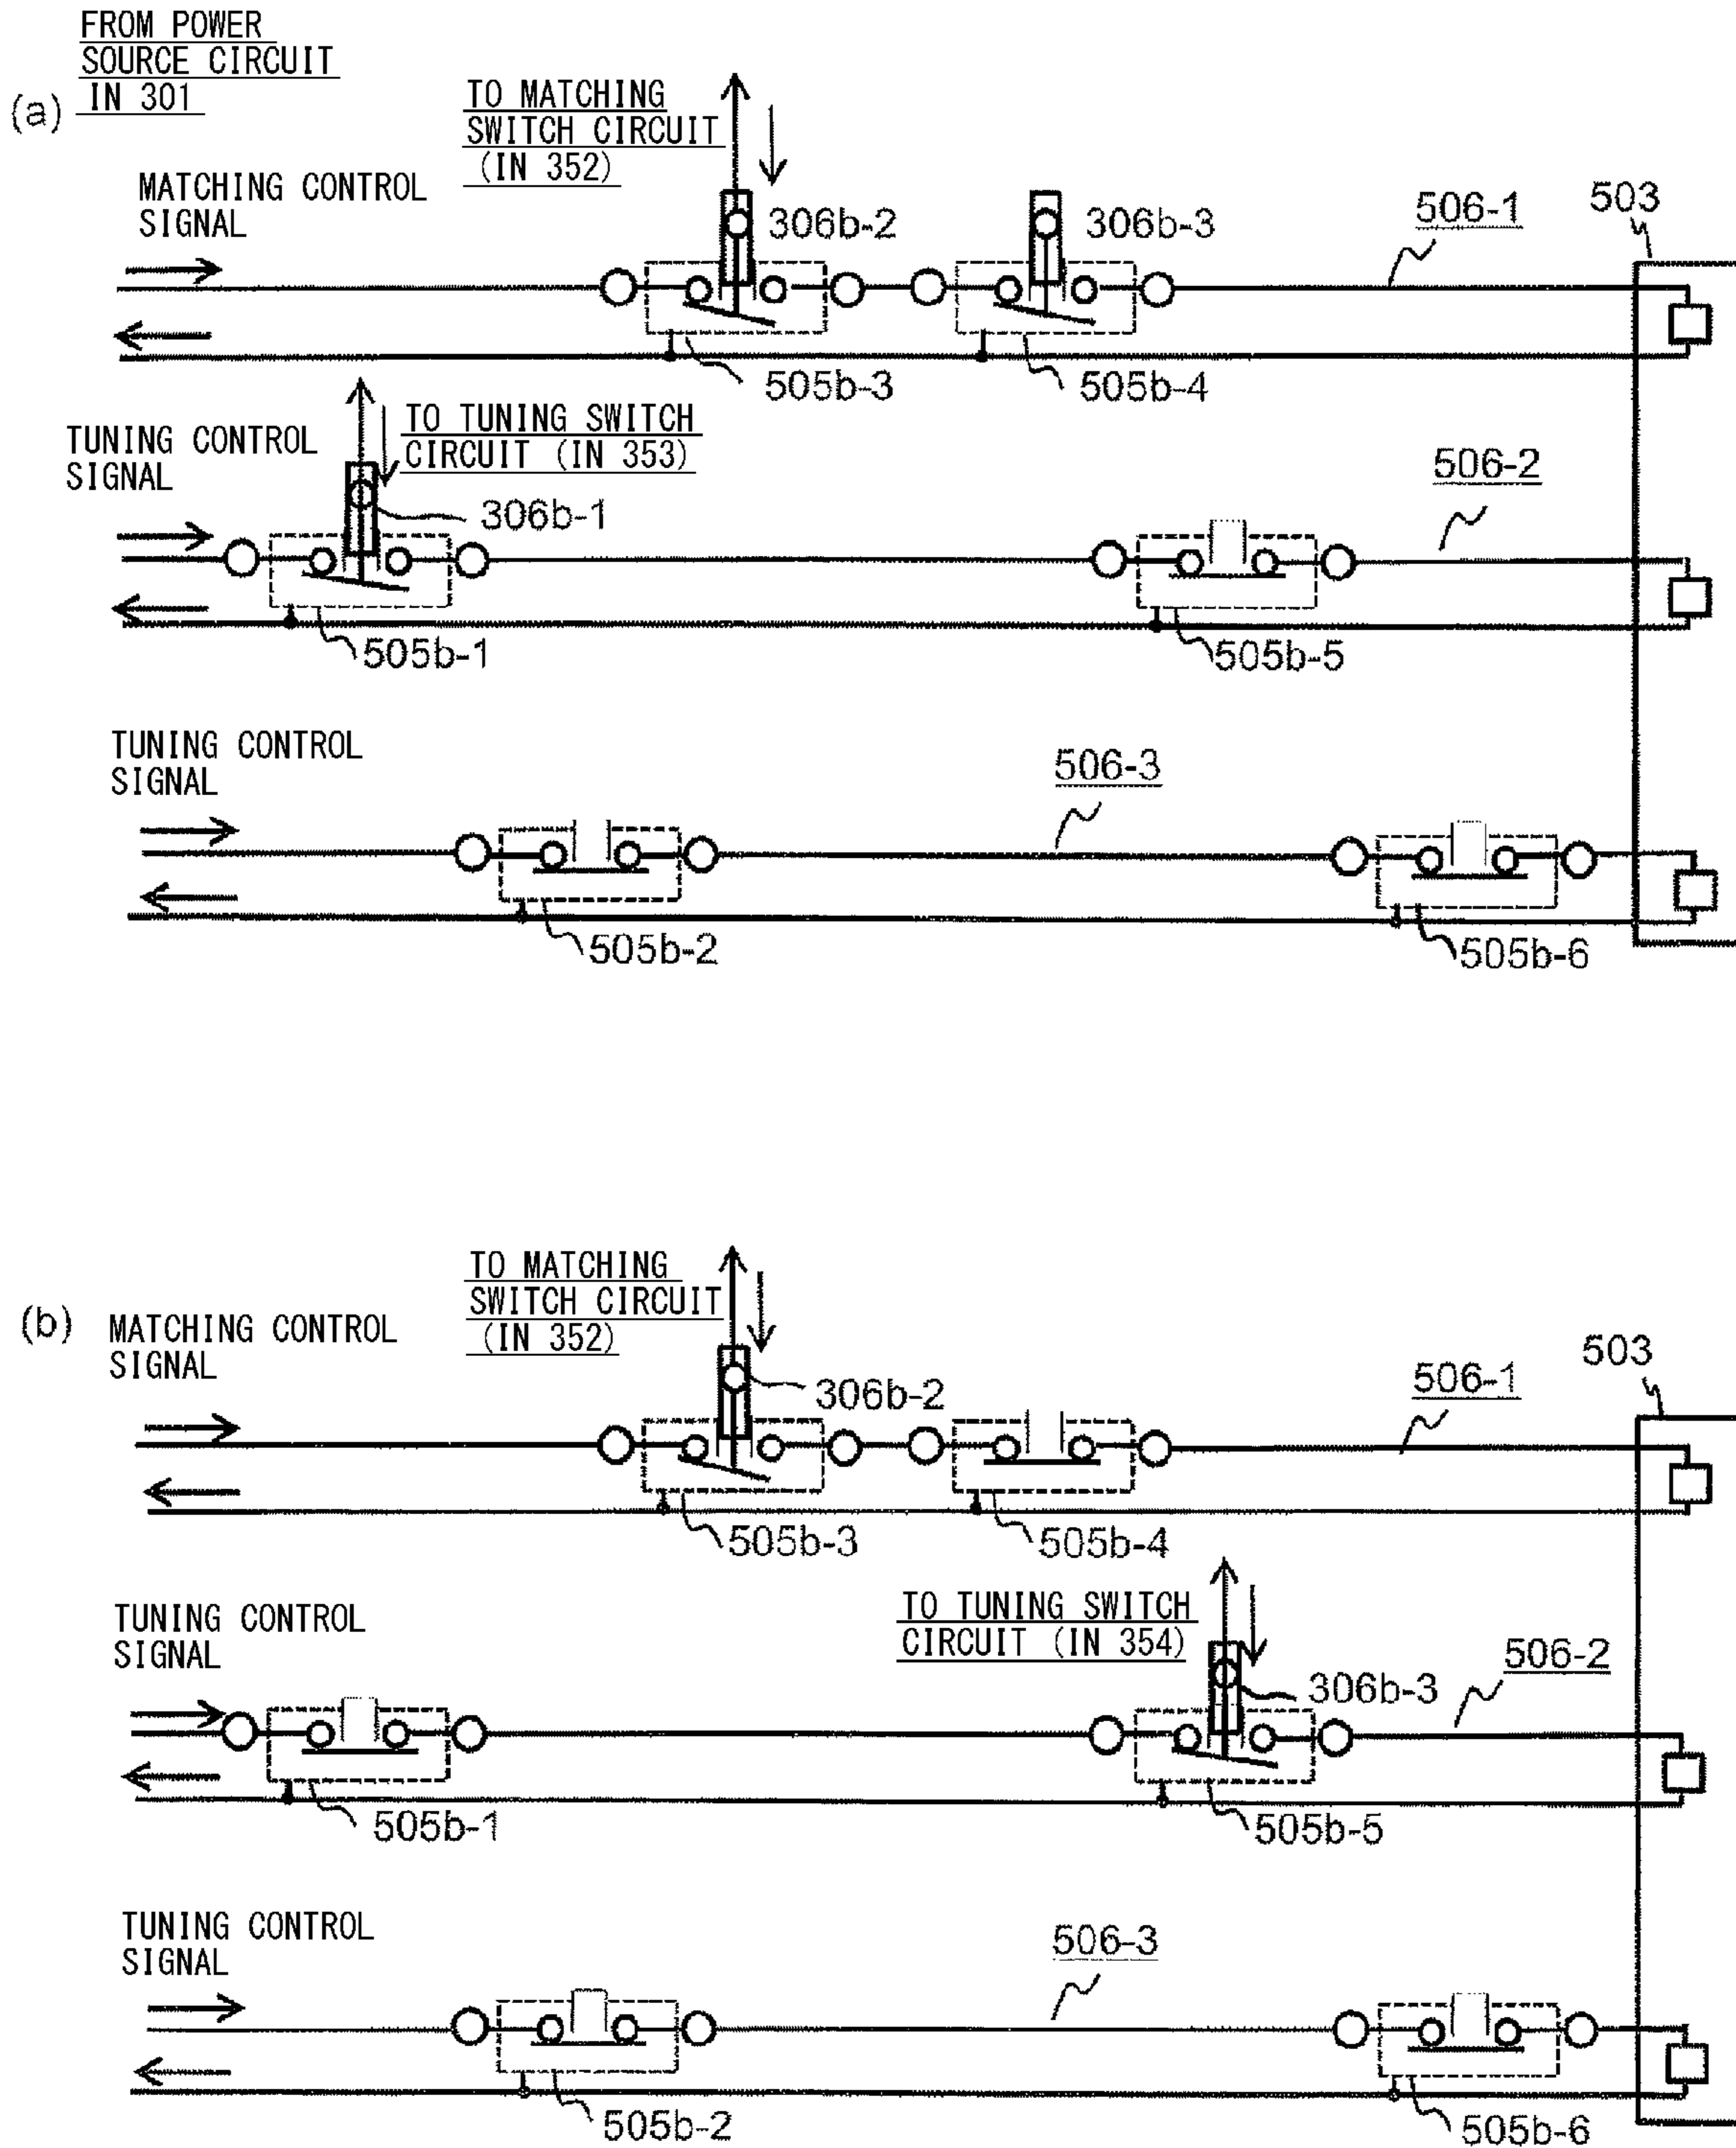 FROM POWER
SOURCE CIRCUIT
IN 301
(a)
TO MATCHING
SWITCH CIRCUIT
(IN 352)
MATCHING CONTROL
SIGNAL
306b-2
306b-3
506-1
503
505b-3
505b-4
TO TUNING SWITCH
CIRCUIT (IN 353)
TUNING CONTROL
SIGNAL
306b-1
506-2
505b-1
505b-5
TUNING CONTROL
SIGNAL
506-3
505b-2
505b-6
(b)
TO MATCHING
SWITCH CIRCUIT
(IN 352)
MATCHING CONTROL
SIGNAL
306b-2
506-1
503
505b-3
505b-4
TUNING CONTROL
SIGNAL
TO TUNING SWITCH
CIRCUIT (IN 354)
306b-3
506-2
505b-1
505b-5
TUNING CONTROL
SIGNAL
506-3
505b-2
505b-6